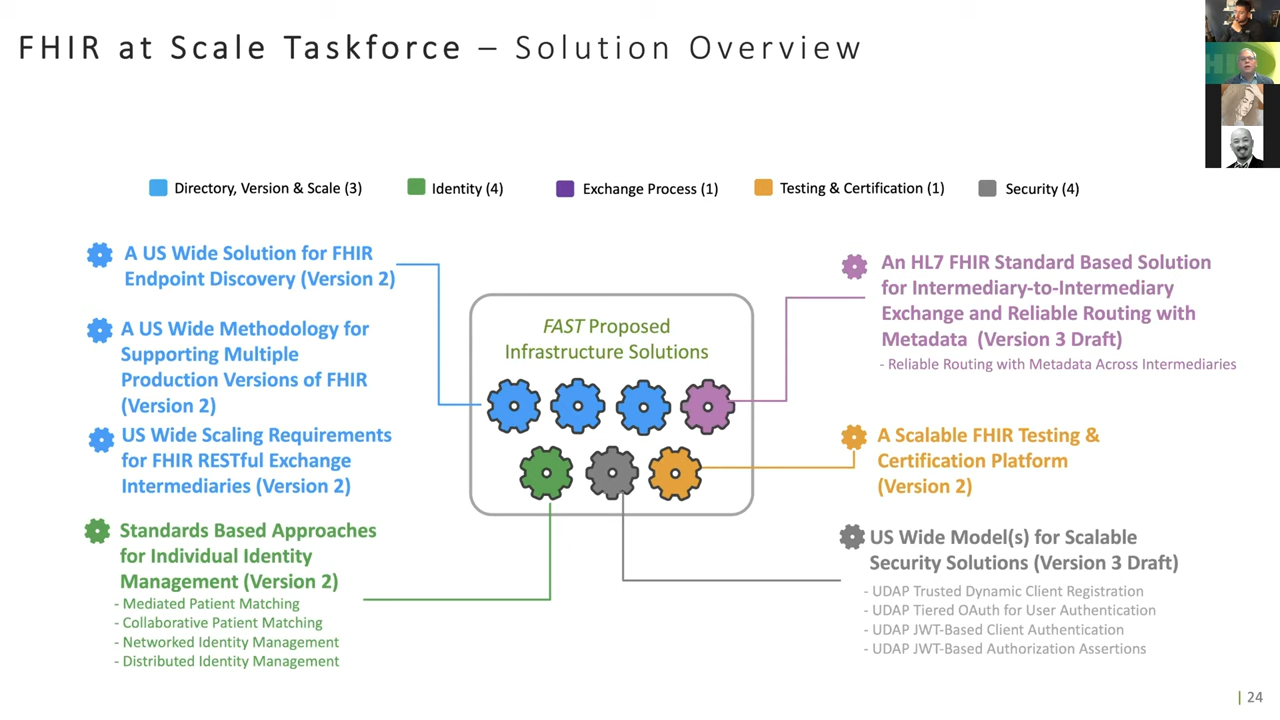 FHIR at Scale Taskforce – Solution Overview
Directory, Version & Scale (3)
Identity (4)
Exchange Process (1)
Testing & Certification (1)
Security (4)
A US Wide Solution for FHIR
Endpoint Discovery (Version 2)
A US Wide Methodology for
Supporting Multiple
Production Versions of FHIR
(Version 2)
US Wide Scaling Requirements
for FHIR RESTful Exchange
Intermediaries (Version 2)
Standards Based Approaches
for Individual Identity
Management (Version 2)
- Mediated Patient Matching
- Collaborative Patient Matching
- Networked Identity Management
- Distributed Identity Management
FAST Proposed
Infrastructure Solutions
An HL7 FHIR Standard Based Solution
for Intermediary-to-Intermediary
Exchange and Reliable Routing with
Metadata (Version 3 Draft)
- Reliable Routing with Metadata Across Intermediaries
A Scalable FHIR Testing &
Certification Platform
(Version 2)
US Wide Model(s) for Scalable
Security Solutions (Version 3 Draft)
- UDAP Trusted Dynamic Client Registration
- UDAP Tiered OAuth for User Authentication
- UDAP JWT-Based Client Authentication
- UDAP JWT-Based Authorization Assertions
| 24